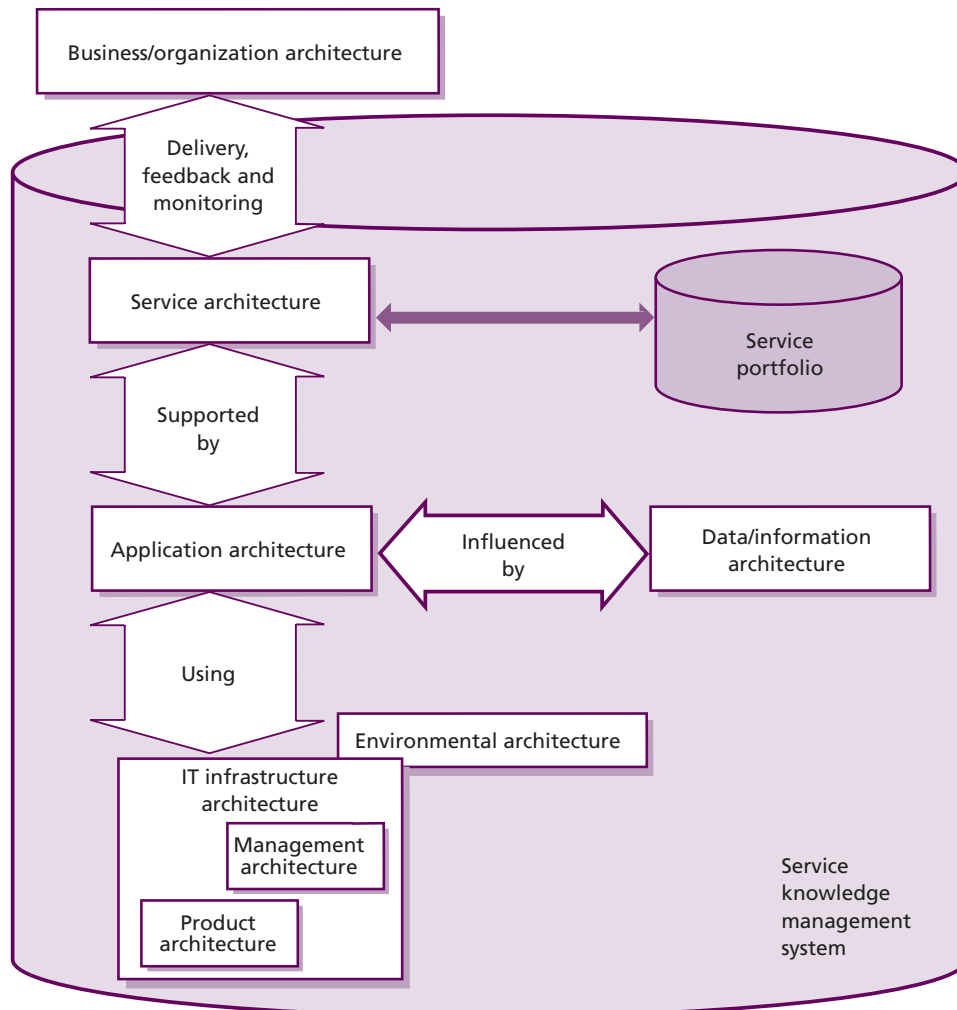 Business/organization architecture
Delivery,
feedback and
monitoring
Service architecture
Service
portfolio
Supported
by
Application architecture
Influenced
by
Data/information
architecture
Using
Environmental architecture
IT infrastructure
architecture
Management
architecture
Product
architecture
Service
knowledge
management
system